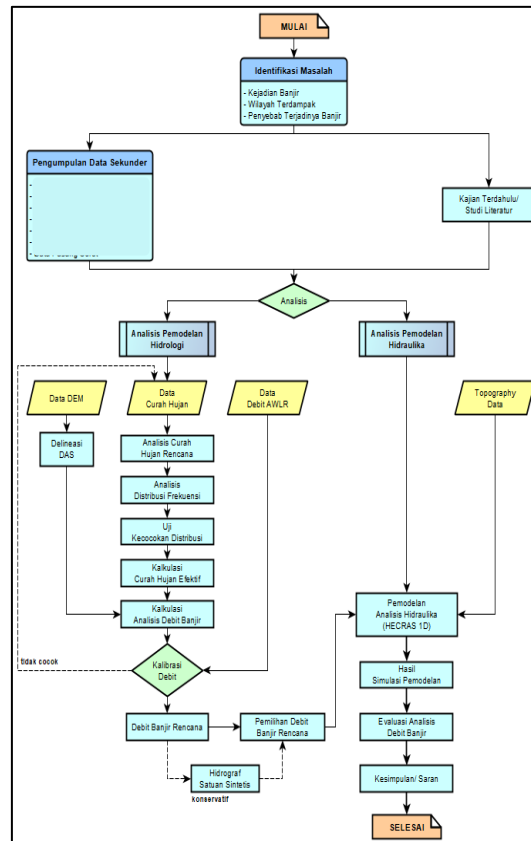 MULAI
Identifikasi Masalah
- Kejadian Banjir
- Wilayah Terdampak
- Penyebab Terjadinya Banjir
Pengumpulan Data Sekunder
-
-
-
-
-
Kajian Terdahulu/
Studi Literatur
Analisis
Analisis Pemodelan
Hidrologi
Analisis Pemodelan
Hidraulika
Data DEM
Data
Curah Hujan
Data
Debit AWLR
Topography
Data
Delineasi
DAS
Analisis Curah
Hujan Rencana
Analisis
Distribusi Frekuensi
Uji
Kecocokan Distribusi
Kalkulasi
Curah Hujan Efektif
Kalkulasi
Analisis Debit Banjir
Pemodelan
Analisis Hidraulika
(HECRAS 1D)
tidak cocok
Kalibrasi
Debit
Hasil
Simulasi Pemodelan
Debit Banjir Rencana
Pemilihan Debit
Banjir Rencana
Evaluasi Analisis
Debit Banjir
Hidrograf
Satuan Sintetis
konservatif
Kesimpulan/ Saran
SELESAI